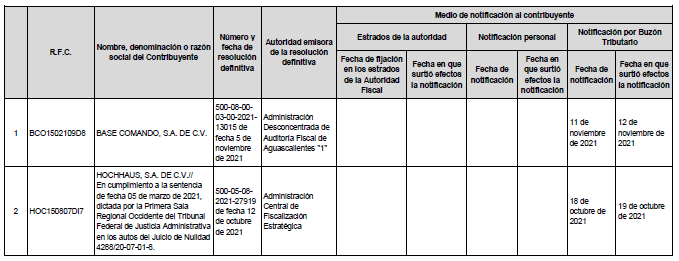 Medio de notificación al contribuyente
Estrados de la autoridad
Notificación personal
Notificación por Buzón
Tributario
R.F.C.
Nombre, denominación o razón
social del Contribuyente
Número y
fecha de
resolución
definitiva
Autoridad emisora
de la resolución
definitiva
Fecha de fijación
en los estrados
de la Autoridad
Fiscal
Fecha en que
surtió efectos
la notificación
Fecha de
notificación
Fecha en
que surtió
efectos la
notificación
Fecha de
notificación
Fecha en que
surtió efectos
la notificación
1
BCO1502109D8
BASE COMANDO, S.A. DE C.V.
500-08-00-
03-00-2021-
13015 de
fecha 5 de
noviembre
de 2021
Administración
Desconcentrada de
Auditoría Fiscal de
Aguascalientes "1"
11 de
noviembre
de 2021
12 de
noviembre de
2021
2
HOC150807DI7
HOCHHAUS, S.A. DE C.V.//
En cumplimiento a la sentencia
de fecha 05 de marzo de 2021,
dictada por la Primera Sala
Regional Occidente del Tribunal
Federal de Justicia Administrativa
en los autos del Juicio de Nulidad
4288/20-07-01-6.
500-05-08-
2021-27919
de fecha 12
de octubre
de 2021
Administración
Central de
Fiscalización
Estratégica
18 de
octubre de
2021
19 de octubre
de 2021